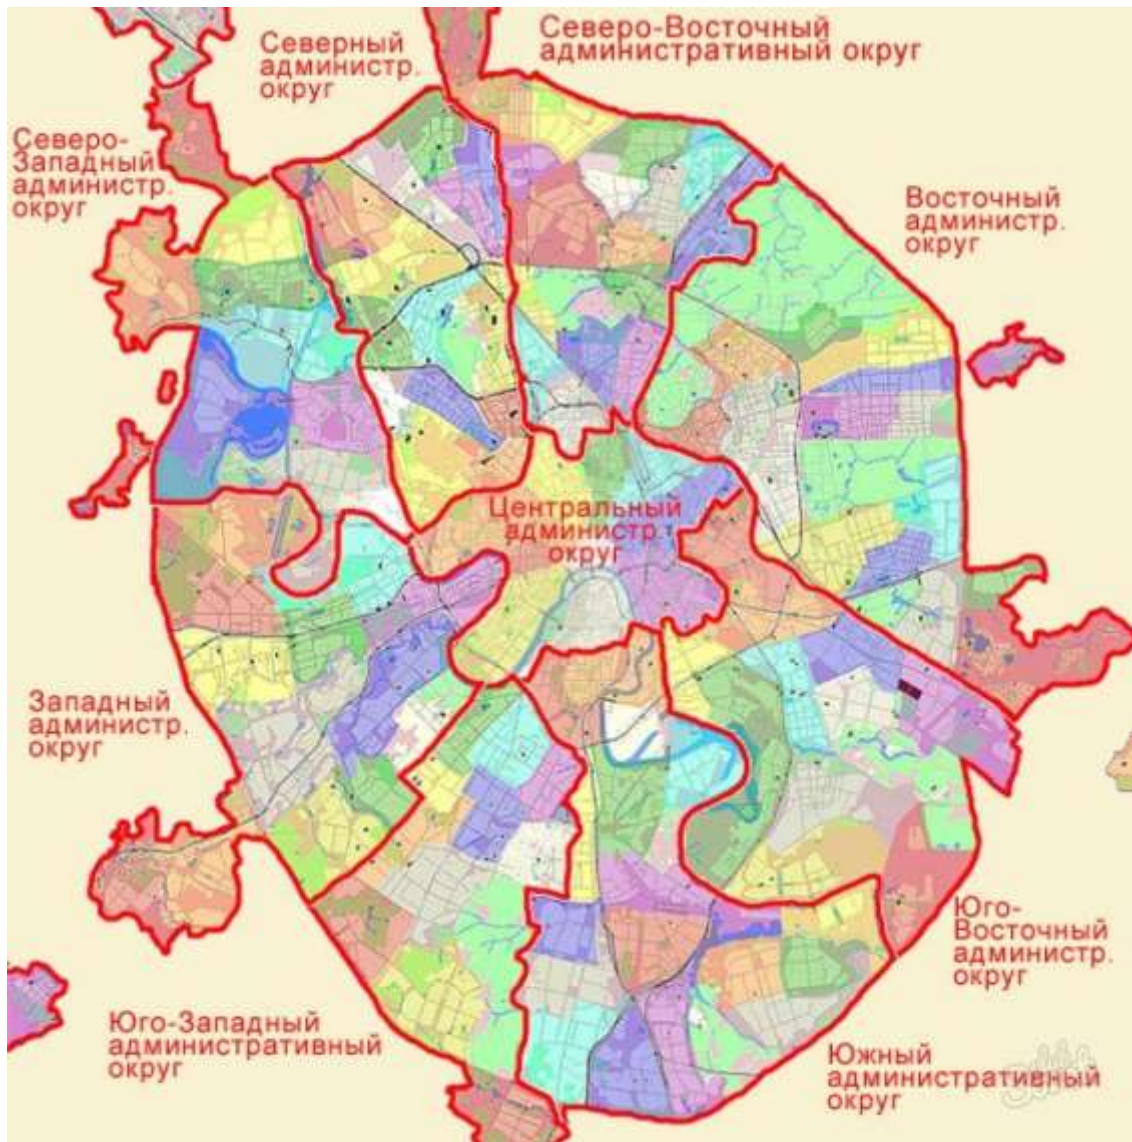 Северо-Восточный
административный округ
Северный
администр.
округ
Северо-
Западный
администр.
округ
Восточный
администр.
округ
Центральный
администр.
округ
Западный
администр.
округ
Юго-
Восточный
администр.
округ
Юго-Западный
административный
округ
Южный
административный
округ